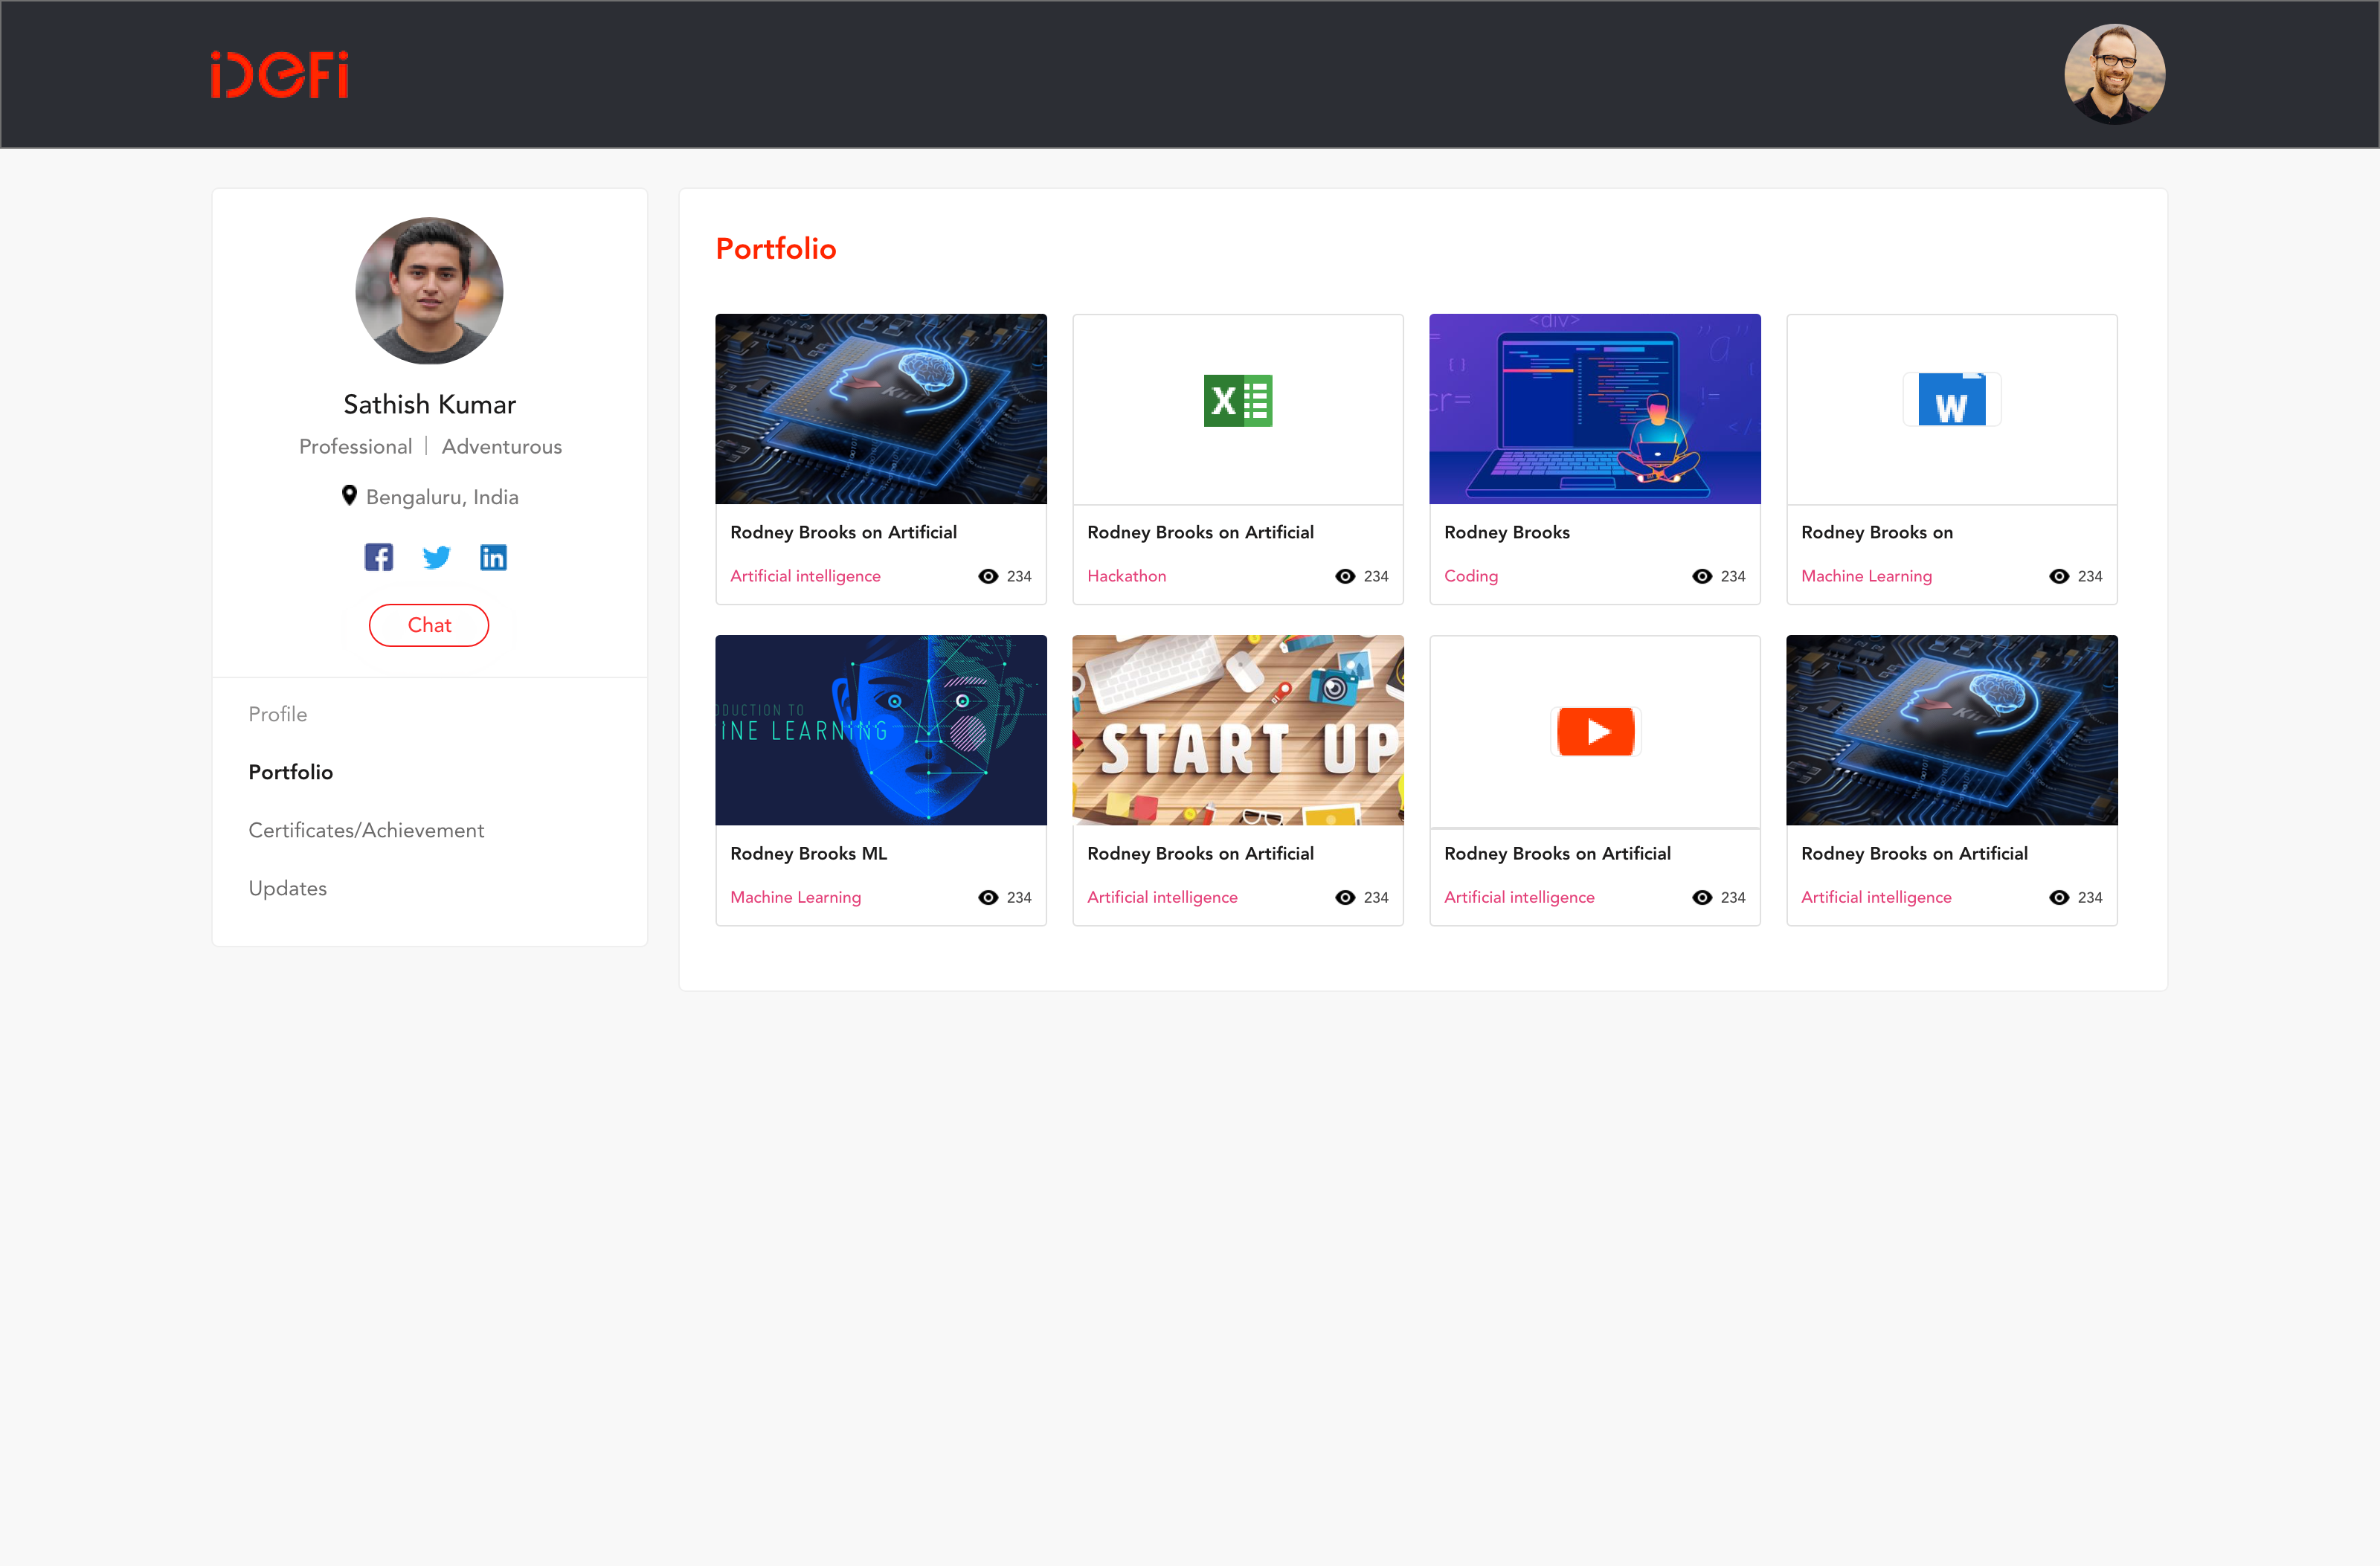 iDEFi
Sathish Kumar
Professional | Adventurous
Bengaluru, India
Chat
Profile
Portfolio
Certificates/Achievement
Updates
Portfolio
Rodney Brooks on Artificial
Artificial intelligence 234
X
Rodney Brooks on Artificial
Hackathon 234
<div>
cr=
Rodney Brooks
Coding 234
W
Rodney Brooks on
Machine Learning 234
DUCTION TO
INE LEARNING
Rodney Brooks ML
Machine Learning 234
START UP
Rodney Brooks on Artificial
Artificial intelligence 234
Rodney Brooks on Artificial
Artificial intelligence 234
Rodney Brooks on Artificial
Artificial intelligence 234